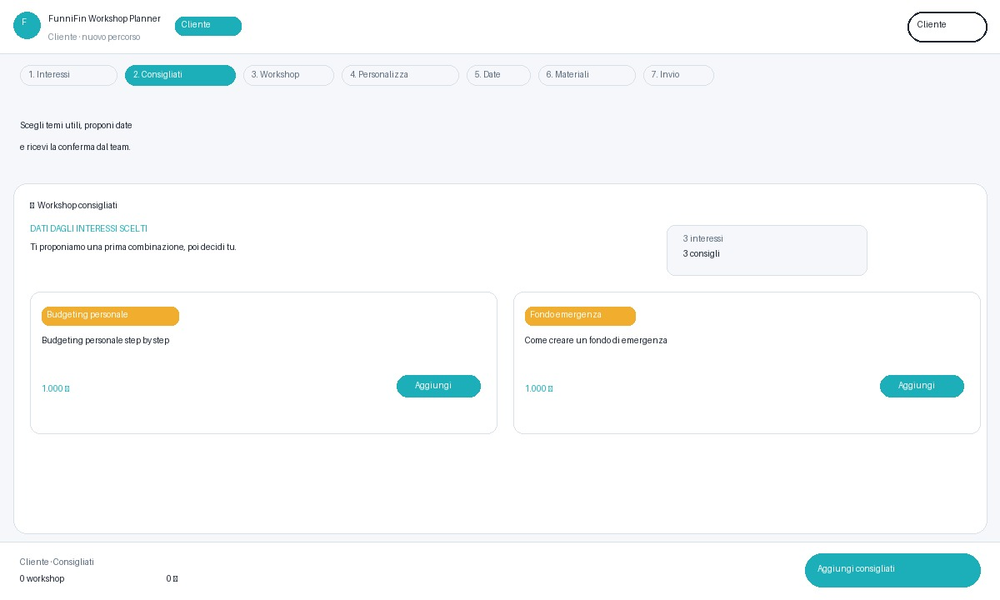 F
FunniFin Workshop Planner
Cliente · nuovo percorso
Cliente
Cliente
1. Interessi
2. Consigliati
3. Workshop
4. Personalizza
5. Date
6. Materiali
7. Invio
Scegli temi utili, proponi date
e ricevi la conferma dal team.
Workshop consigliati
DATI DAGLI INTERESSI SCELTI
Ti proponiamo una prima combinazione, poi decidi tu.
3 interessi
3 consigli
Budgeting personale
Budgeting personale step by step
1.000
Aggiungi
Fondo emergenza
Come creare un fondo di emergenza
1.000
Aggiungi
Cliente · Consigliati
0 workshop
0
Aggiungi consigliati